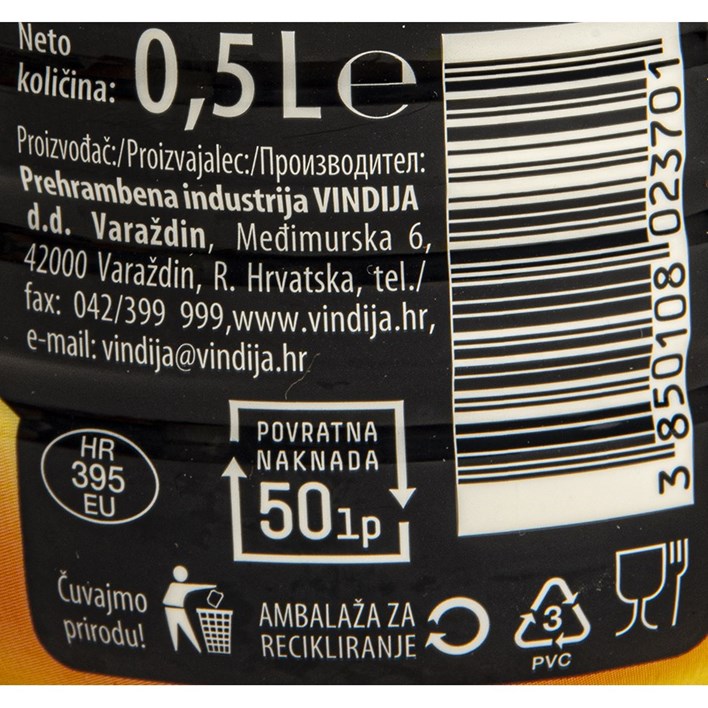 Neto
količina: 0,5 L e
Proizvođač:/Proizvajalec:/Производител:
Prehrambena industrija VINDIJA
d.d. Varaždin, Međimurska 6,
42000 Varaždin, R. Hrvatska, tel./
fax: 042/399 999,www.vindija.hr,
e-mail: vindija@vindija.hr
3 850108 023701
HR
395
EU
POVRATNA
NAKNADA
50lp
Čuvajmo
prirodu!
AMBALAŽA ZA
RECIKLIRANJE
3
PVC